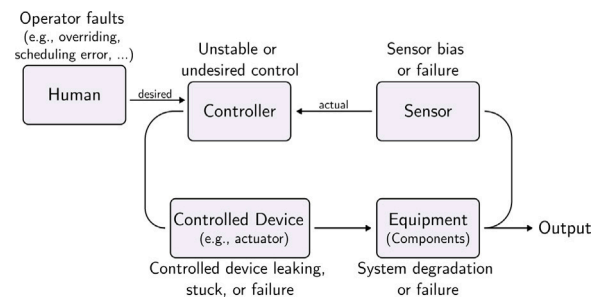 Operator faults
(e.g., overriding,
scheduling error, ...)
Human
desired
Unstable or
undesired control
Controller
actual
Sensor bias
or failure
Sensor
Controlled Device
(e.g., actuator)
Controlled device leaking,
stuck, or failure
Equipment
(Components)
System degradation
or failure
Output